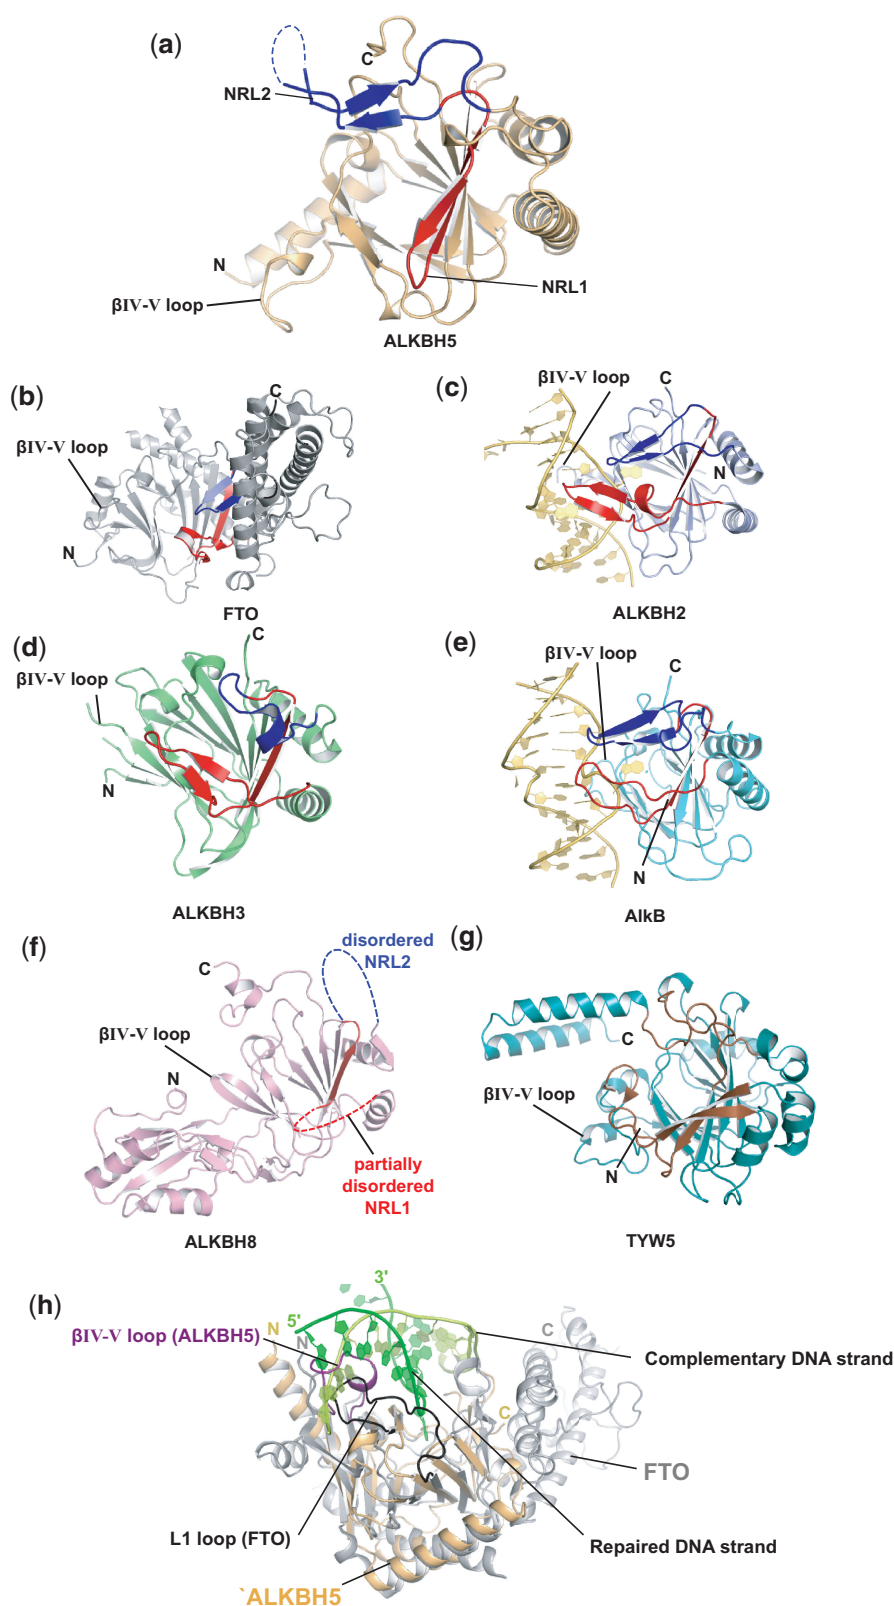 (a)
C
NRL2
N
βIV-V loop
NRL1
ALKBH5
(b)
C
βIV-V loop
N
FTO
(c)
βIV-V loop
C
N
ALKBH2
(d)
C
βIV-V loop
N
ALKBH3
(e)
βIV-V loop
C
N
AlkB
(f)
disordered
NRL2
C
βIV-V loop
N
partially
disordered
NRL1
ALKBH8
(g)
C
βIV-V loop
N
TYW5
(h)
3'
5'
N
βIV-V loop (ALKBH5)
N
C
Complementary DNA strand
C
FTO
L1 loop (FTO)
Repaired DNA strand
`ALKBH5